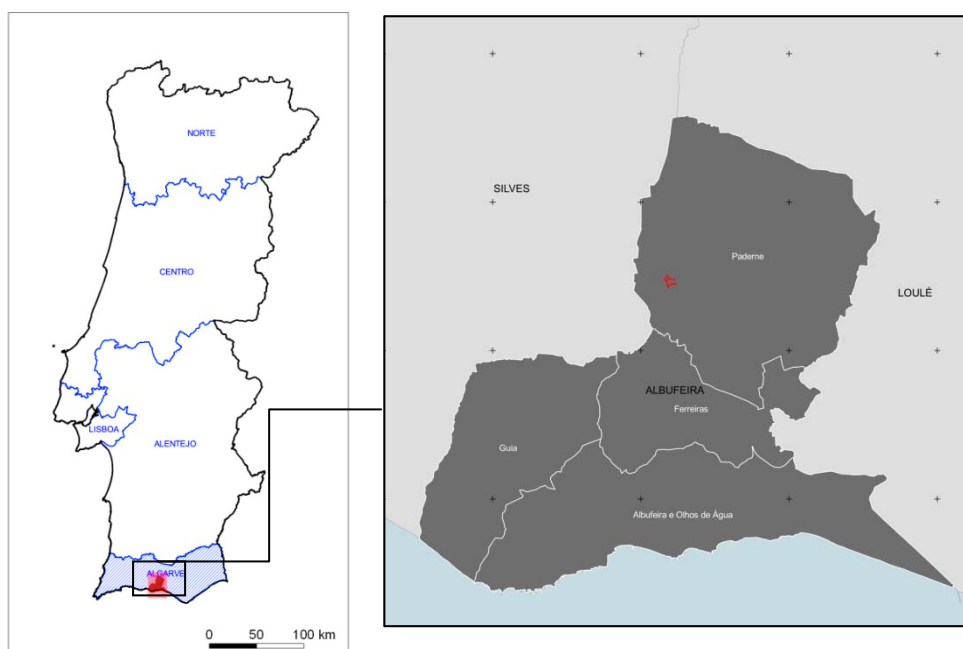 NORTE
CENTRO
LISBOA
ALENTEJO
ALGARVE
0 50 100 km
SILVES
Paderne
LOULÉ
ALBUFEIRA
Ferreiras
Guia
Albufeira e Olhos de Água